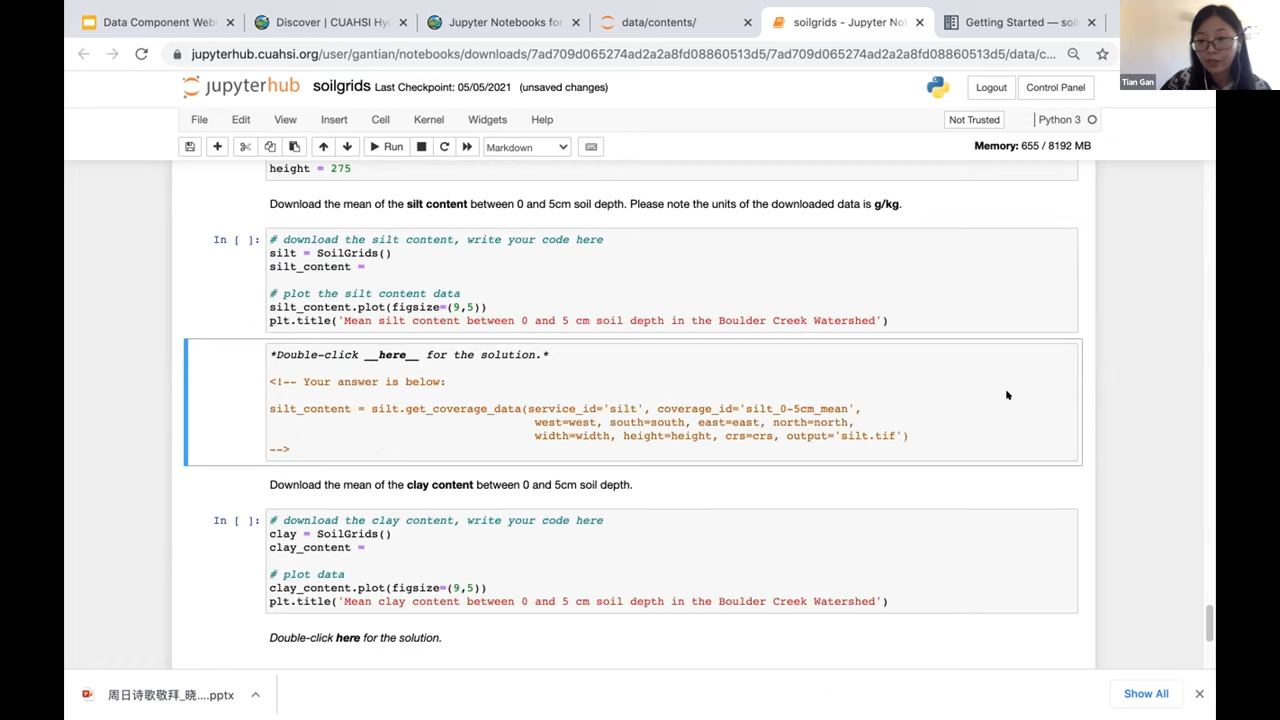 Data Component Webi
Discover | CUAHSI Hy
Jupyter Notebooks for
data/contents/
soilgrids - Jupyter Not
Getting Started — soil
jupyterhub.cuahsi.org/user/gantian/notebooks/downloads/7ad709d065274ad2a2a8fd08860513d5/7ad709d065274ad2a2a8fd08860513d5/data/c...
Tian Gan
jupyterhub soilgrids Last Checkpoint: 05/05/2021 (unsaved changes)
Logout Control Panel
File Edit View Insert Cell Kernel Widgets Help
Not Trusted Python 3
Run Markdown
Memory: 655 / 8192 MB
height = 275
Download the mean of the silt content between 0 and 5cm soil depth. Please note the units of the downloaded data is g/kg.
In [ ]: # download the silt content, write your code here
silt = SoilGrids()
silt_content =
# plot the silt content data
silt_content.plot(figsize=(9,5))
plt.title('Mean silt content between 0 and 5 cm soil depth in the Boulder Creek Watershed')
*Double-click __here__ for the solution.*
<!-- Your answer is below:
silt_content = silt.get_coverage_data(service_id='silt', coverage_id='silt_0-5cm_mean',
west=west, south=south, east=east, north=north,
width=width, height=height, crs=crs, output='silt.tif')
-->
Download the mean of the clay content between 0 and 5cm soil depth.
In [ ]: # download the clay content, write your code here
clay = SoilGrids()
clay_content =
# plot data
clay_content.plot(figsize=(9,5))
plt.title('Mean clay content between 0 and 5 cm soil depth in the Boulder Creek Watershed')
Double-click here for the solution.
周日诗歌敬拜_晓....pptx
Show All